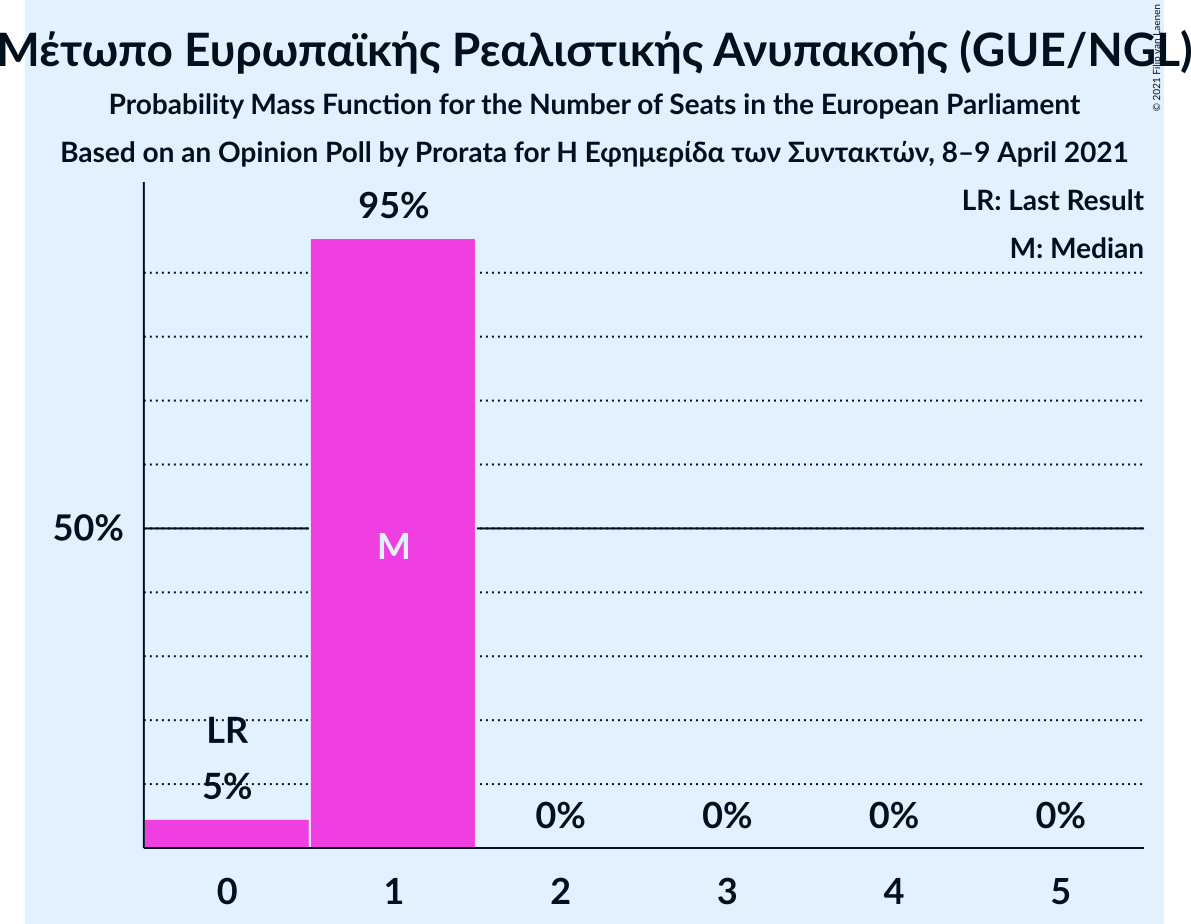 Μέτωπο Ευρωπαϊκής Ρεαλιστικής Ανυπακοής (GUE/NGL)
© 2021 Filip van Laenen
Probability Mass Function for the Number of Seats in the European Parliament
Based on an Opinion Poll by Prorata for Η Εφημερίδα των Συντακτών, 8–9 April 2021
LR: Last Result
M: Median
95%
50%
M
LR
5%
0% 0% 0% 0%
0 1 2 3 4 5